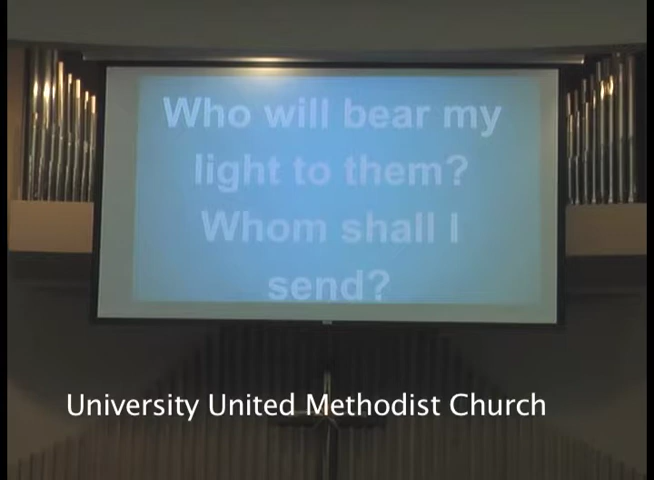 Who will bear my
light to them?
Whom shall I
send?
University United Methodist Church